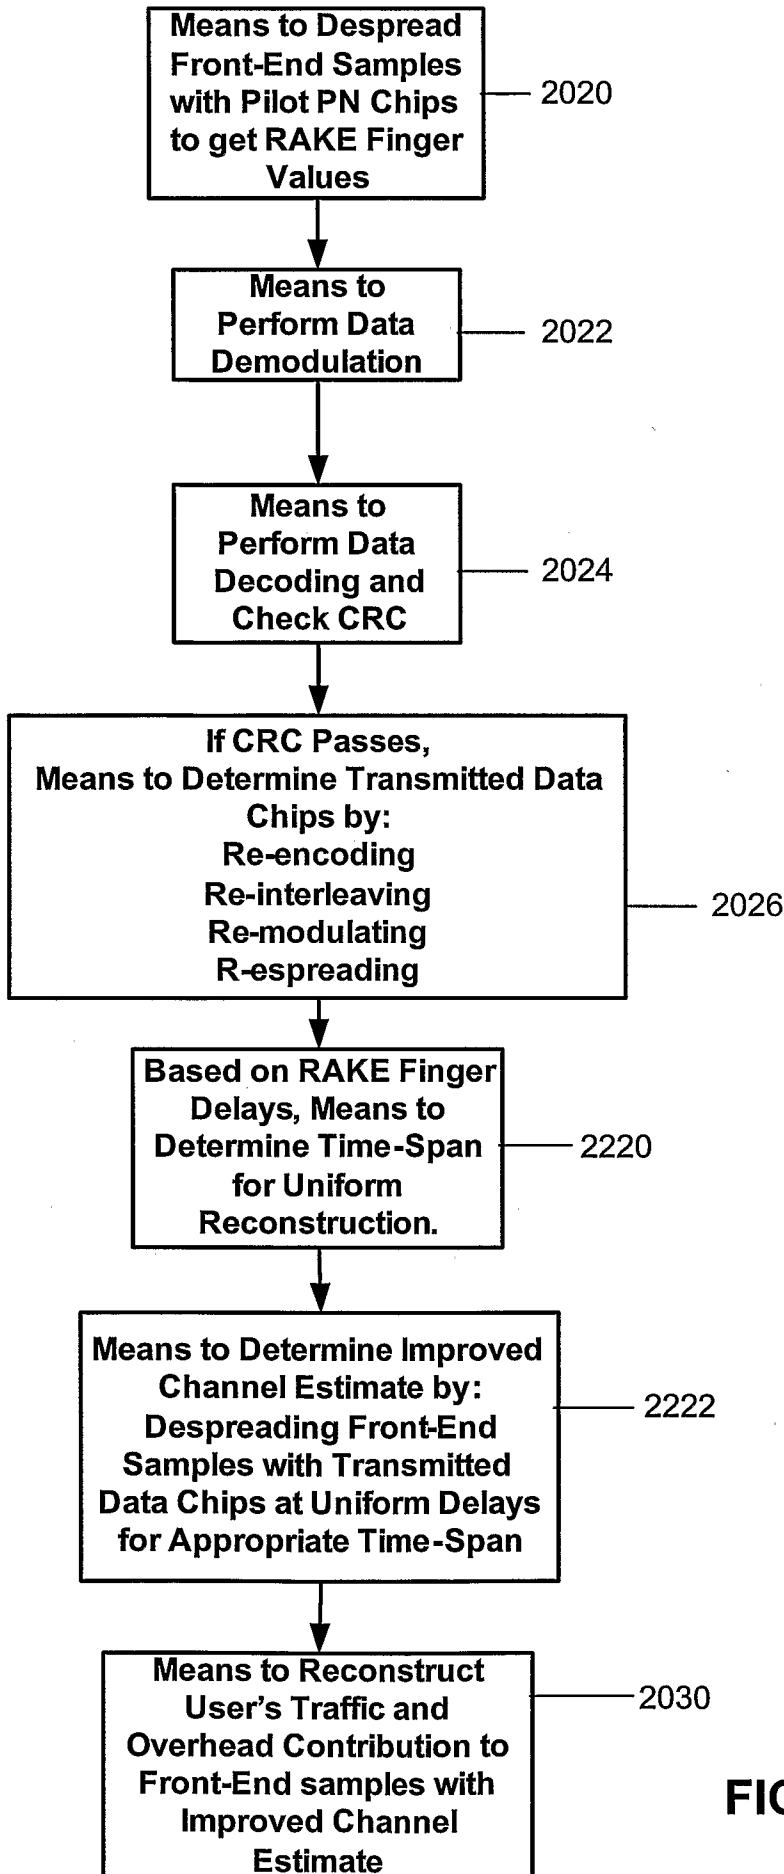 Means to Despread
Front-End Samples
with Pilot PN Chips
to get RAKE Finger
Values
2020
Means to
Perform Data
Demodulation
2022
Means to
Perform Data
Decoding and
Check CRC
2024
If CRC Passes,
Means to Determine Transmitted Data
Chips by:
Re-encoding
Re-interleaving
Re-modulating
R-espreading
2026
Based on RAKE Finger
Delays, Means to
Determine Time-Span
for Uniform
Reconstruction.
2220
Means to Determine Improved
Channel Estimate by:
Despreading Front-End
Samples with Transmitted
Data Chips at Uniform Delays
for Appropriate Time-Span
2222
Means to Reconstruct
User's Traffic and
Overhead Contribution to
Front-End samples with
Improved Channel
Estimate
2030
FIG